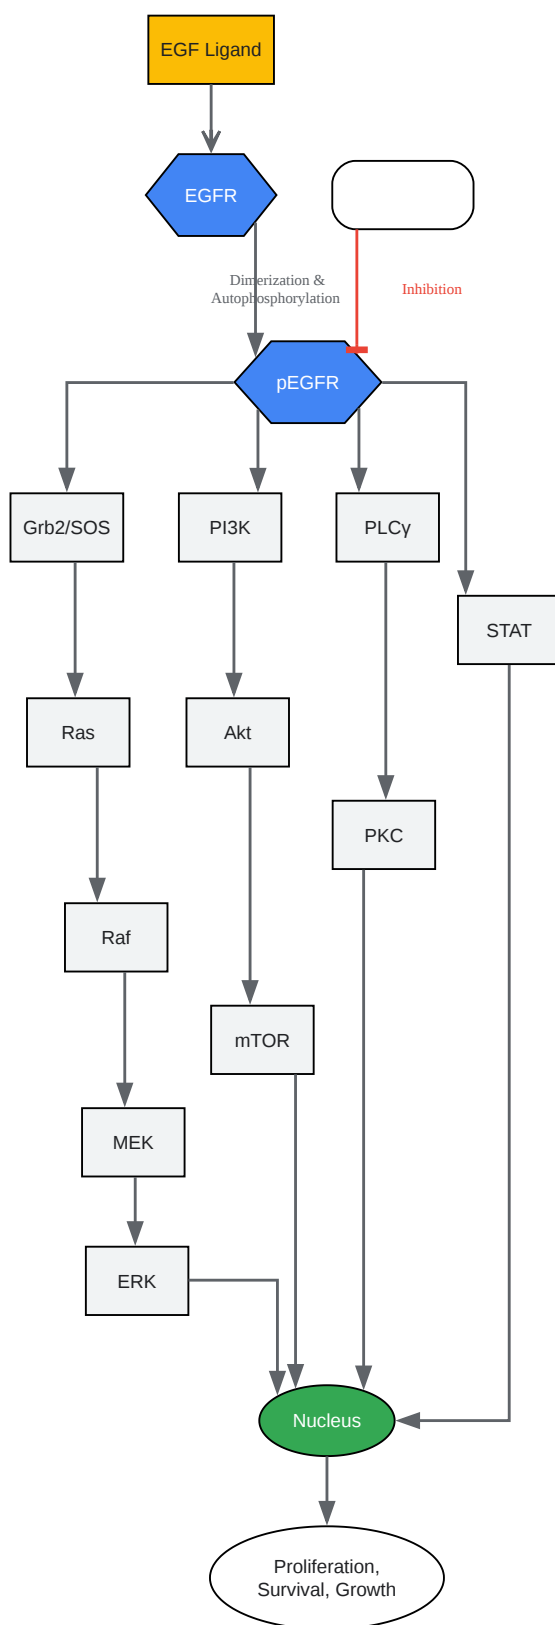 EGF Ligand
EGFR
Dimerization &
Autophosphorylation
Inhibition
pEGFR
Grb2/SOS
PI3K
PLCγ
STAT
Ras
Akt
PKC
Raf
mTOR
MEK
ERK
Nucleus
Proliferation,
Survival, Growth